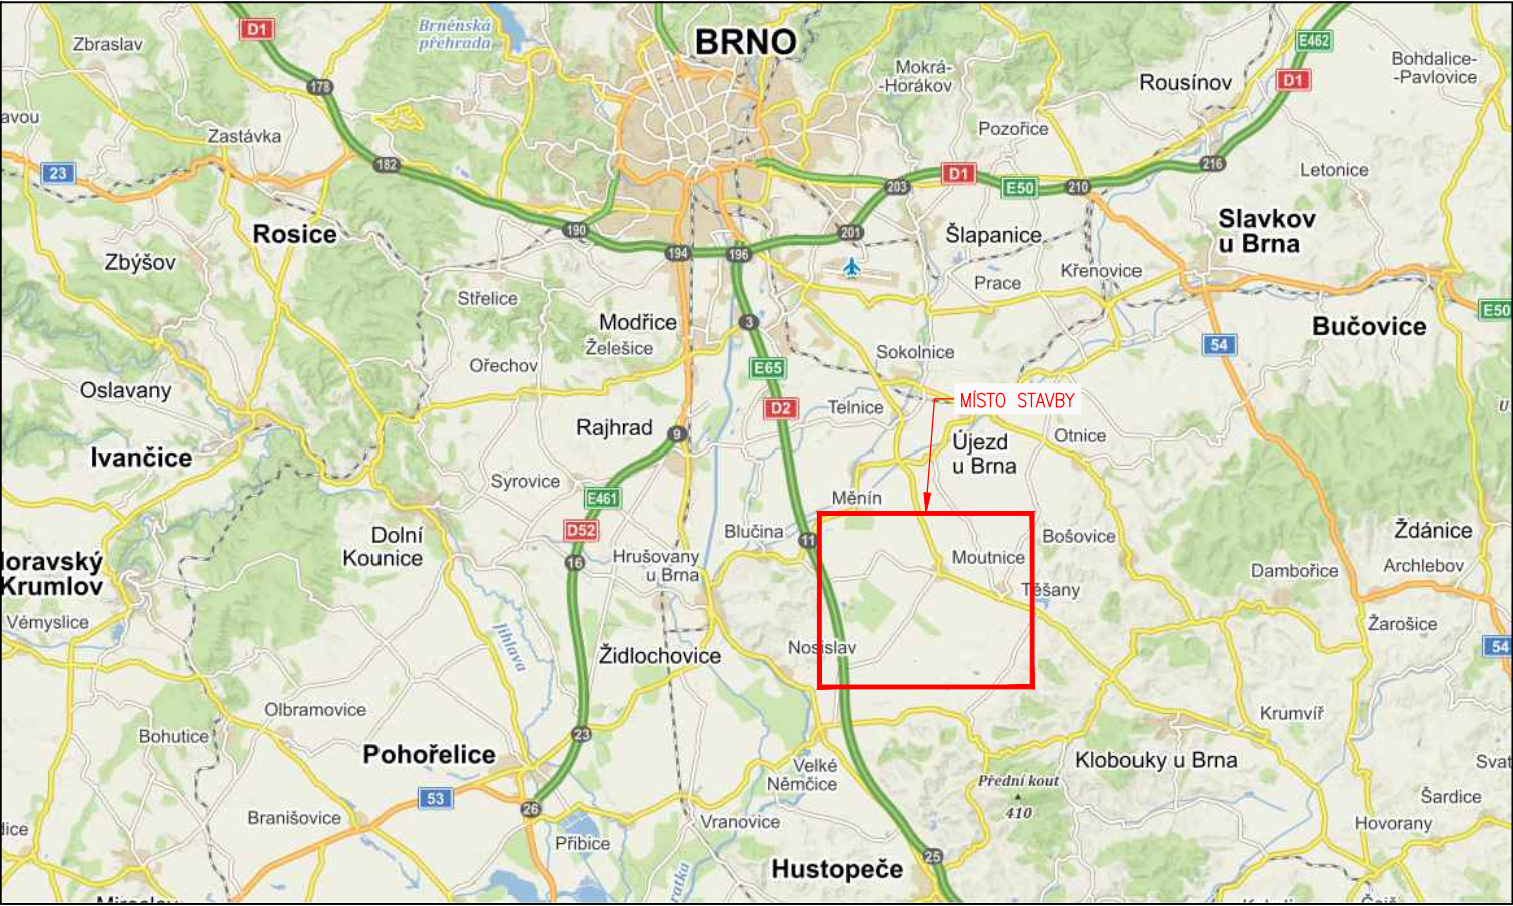 D1
Brněnská
přehrada
BRNO
E462
Zbraslav
Mokrá-
-Horákov
Rousínov
D1
Bohdalice-
-Pavlovice
178
avou
Zastávka
Pozořice
23
182
203
D1
E50
210
216
Letonice
Rosice
190
201
Šlapanice
Slavkov
u Brna
Zbýšov
194
196
Křenovice
Prace
Střelice
Modřice
3
E50
Bučovice
Želešice
Sokolnice
54
Ořechov
E65
Oslavany
MÍSTO STAVBY
D2
Telnice
U
Rajhrad
9
Újezd
u Brna
Otnice
Ivančice
Syrovice
E461
Měnín
D52
Blučina
11
Bošovice
Ždánice
Dolní
Kounice
Hrušovany
u Brna
Moutnice
16
Archlebov
Dambořice
loravský
Krumlov
Těšany
Vémyslice
Žarošice
Jihlava
Židlochovice
Nosislav
54
Olbramovice
Krumvíř
Bohutice
23
Pohořelice
Klobouky u Brna
Svat
Velké
Němčice
Přední kout
410
53
26
Šardice
Branišovice
Vranovice
Hovorany
dice
Přibice
25
Hustopeče
ratka